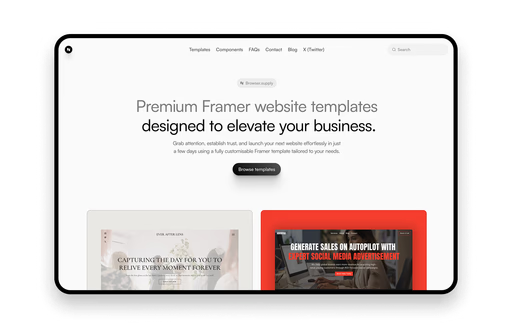 Templates Components FAQs Contact Blog X (Twitter)
Search
Framer supply
Premium Framer website templates
designed to elevate your business.
Grab attention, establish trust, and launch your next website effortlessly in just
a few days using a fully customisable Framer template tailored to your needs.
Browse templates
EVER AFTER LENS
CAPTURING THE DAY FOR YOU TO
RELIVE EVERY MOMENT FOREVER
GENERATE SALES ON AUTOPILOT WITH
EXPERT SOCIAL MEDIA ADVERTISEMENT